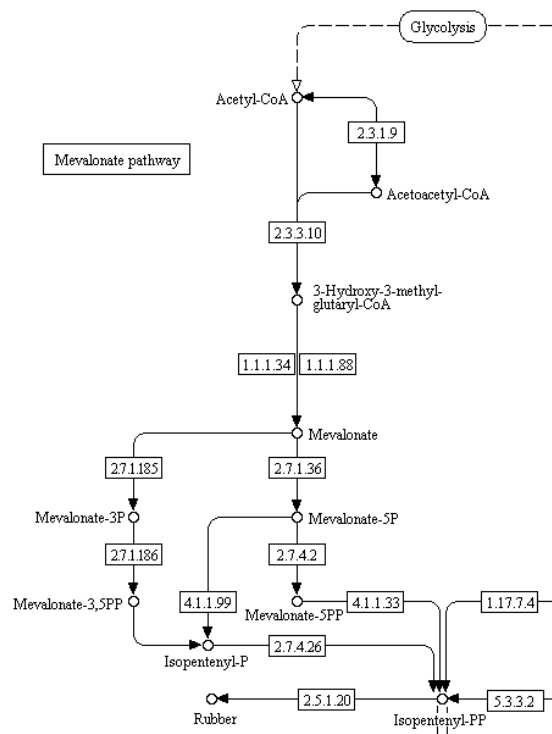 Glycolysis
Acetyl-CoA
2.3.1.9
Mevalonate pathway
Acetoacetyl-CoA
2.3.3.10
3-Hydroxy-3-methyl-
glutaryl-CoA
1.1.1.34 1.1.1.88
Mevalonate
2.7.1.185 2.7.1.36
Mevalonate-3P Mevalonate-5P
2.7.1.186 2.7.4.2
Mevalonate-3,5PP 4.1.1.99 4.1.1.33 1.17.7.4
Mevalonate-5PP
2.7.4.26
Isopentenyl-P
2.5.1.20 5.3.3.2
Rubber Isopentenyl-PP